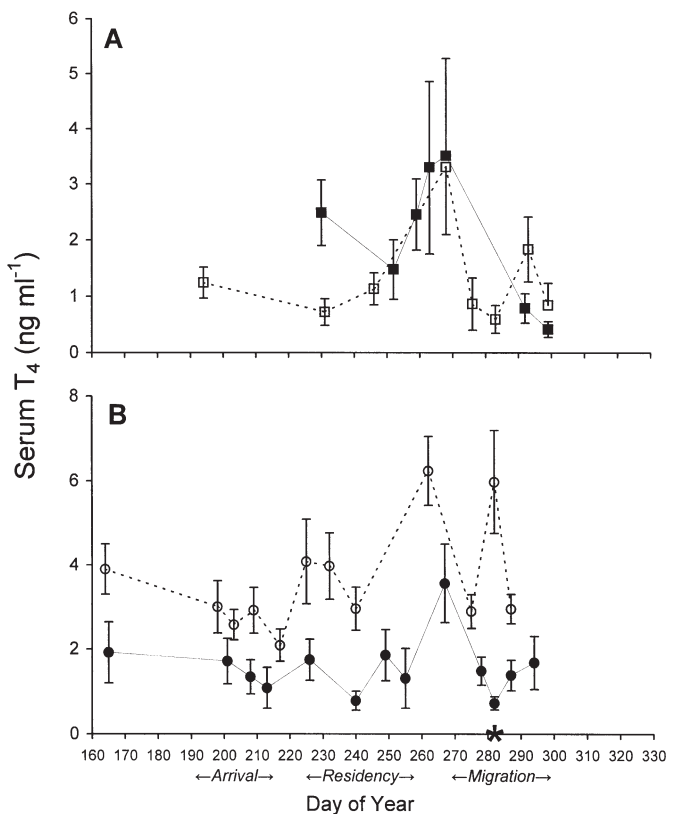 A
6
5
4
3
2
1
0
Serum T4 (ng ml-1)
B
8
6
4
2
0
160 170 180 190 200 210 220 230 240 250 260 270 280 290 300 310 320 330
*
←Arrival→ ←Residency→ ←Migration→
Day of Year